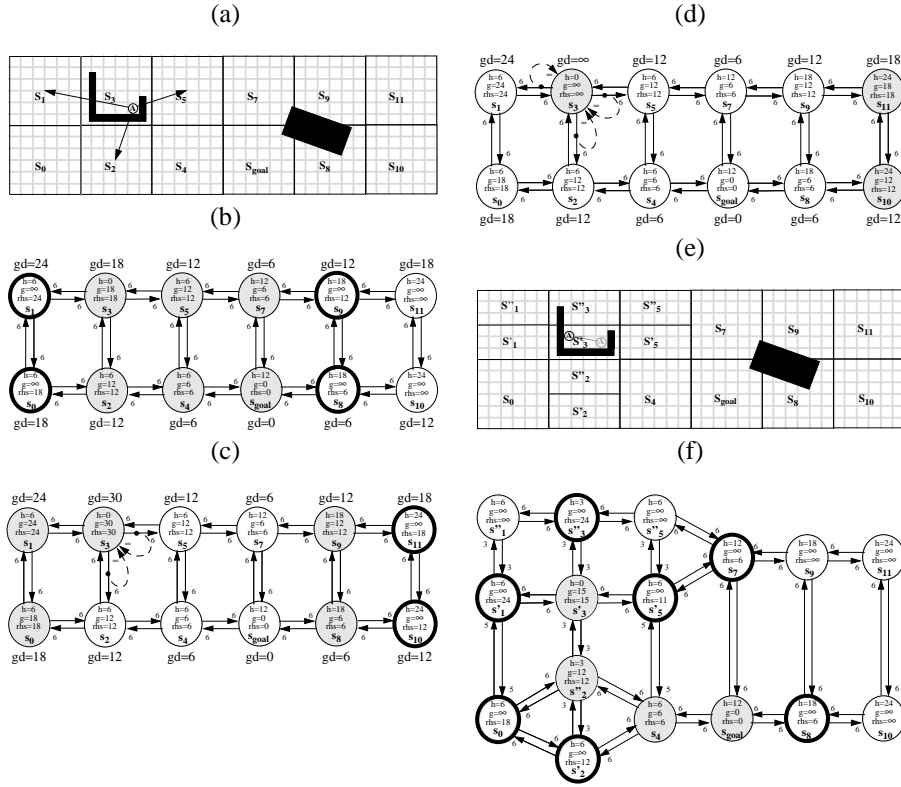 (a)
S₁ S₃ S₅ S₇ S₉ S₁₁
A
S₀ S₂ S₄ S_goal S₈ S₁₀
(b)
gd=24 gd=18 gd=12 gd=6 gd=12 gd=18
h=6 h=0 h=6 h=12 h=18 h=24
g=∞ g=18 g=12 g=6 g=∞ g=∞
rhs=24 rhs=18 rhs=12 rhs=6 rhs=12 rhs=∞
s₁ s₃ s₅ s₇ s₉ s₁₁
h=6 h=6 h=6 h=12 h=18 h=24
g=∞ g=12 g=6 g=0 g=∞ g=∞
rhs=18 rhs=12 rhs=6 rhs=0 rhs=6 rhs=∞
s₀ s₂ s₄ s_goal s₈ s₁₀
gd=18 gd=12 gd=6 gd=0 gd=6 gd=12
(c)
gd=24 gd=30 gd=12 gd=6 gd=12 gd=18
h=6 h=0 h=6 h=12 h=18 h=24
g=24 g=30 g=12 g=6 g=12 g=∞
rhs=24 rhs=30 rhs=12 rhs=6 rhs=12 rhs=18
s₁ s₃ s₅ s₇ s₉ s₁₁
h=6 h=6 h=6 h=12 h=18 h=24
g=18 g=12 g=6 g=0 g=6 g=∞
rhs=18 rhs=12 rhs=6 rhs=0 rhs=6 rhs=12
s₀ s₂ s₄ s_goal s₈ s₁₀
gd=18 gd=12 gd=6 gd=0 gd=6 gd=12
(d)
gd=24 gd=∞ gd=12 gd=6 gd=12 gd=18
h=6 h=0 h=6 h=12 h=18 h=24
g=24 g=∞ g=12 g=6 g=12 g=18
rhs=24 rhs=∞ rhs=12 rhs=6 rhs=12 rhs=18
s₁ s₃ s₅ s₇ s₉ s₁₁
h=6 h=6 h=6 h=12 h=18 h=24
g=18 g=12 g=6 g=0 g=6 g=12
rhs=18 rhs=12 rhs=6 rhs=0 rhs=6 rhs=12
s₀ s₂ s₄ s_goal s₈ s₁₀
gd=18 gd=12 gd=6 gd=0 gd=6 gd=12
(e)
S"₁ S"₃ S"₅
S₇ S₉ S₁₁
S'₁ A S'₃ A S'₅
S"₂
S₀ S₄ S_goal S₈ S₁₀
S'₂
(f)
h=6 h=3 h=6
g=∞ g=∞ g=∞
rhs=∞ rhs=24 rhs=∞
s"₁ s"₃ s"₅
h=12 h=18 h=24
g=∞ g=∞ g=∞
rhs=6 rhs=∞ rhs=∞
s₇ s₉ s₁₁
h=6 h=0 h=6
g=∞ g=15 g=∞
rhs=24 rhs=15 rhs=11
s'₁ s'₃ s'₅
h=3
g=12
rhs=12
s"₂
h=6 h=6 h=12 h=18 h=24
g=∞ g=6 g=0 g=∞ g=∞
rhs=18 rhs=6 rhs=0 rhs=6 rhs=∞
s₀ s₄ s_goal s₈ s₁₀
h=6
g=∞
rhs=12
s'₂